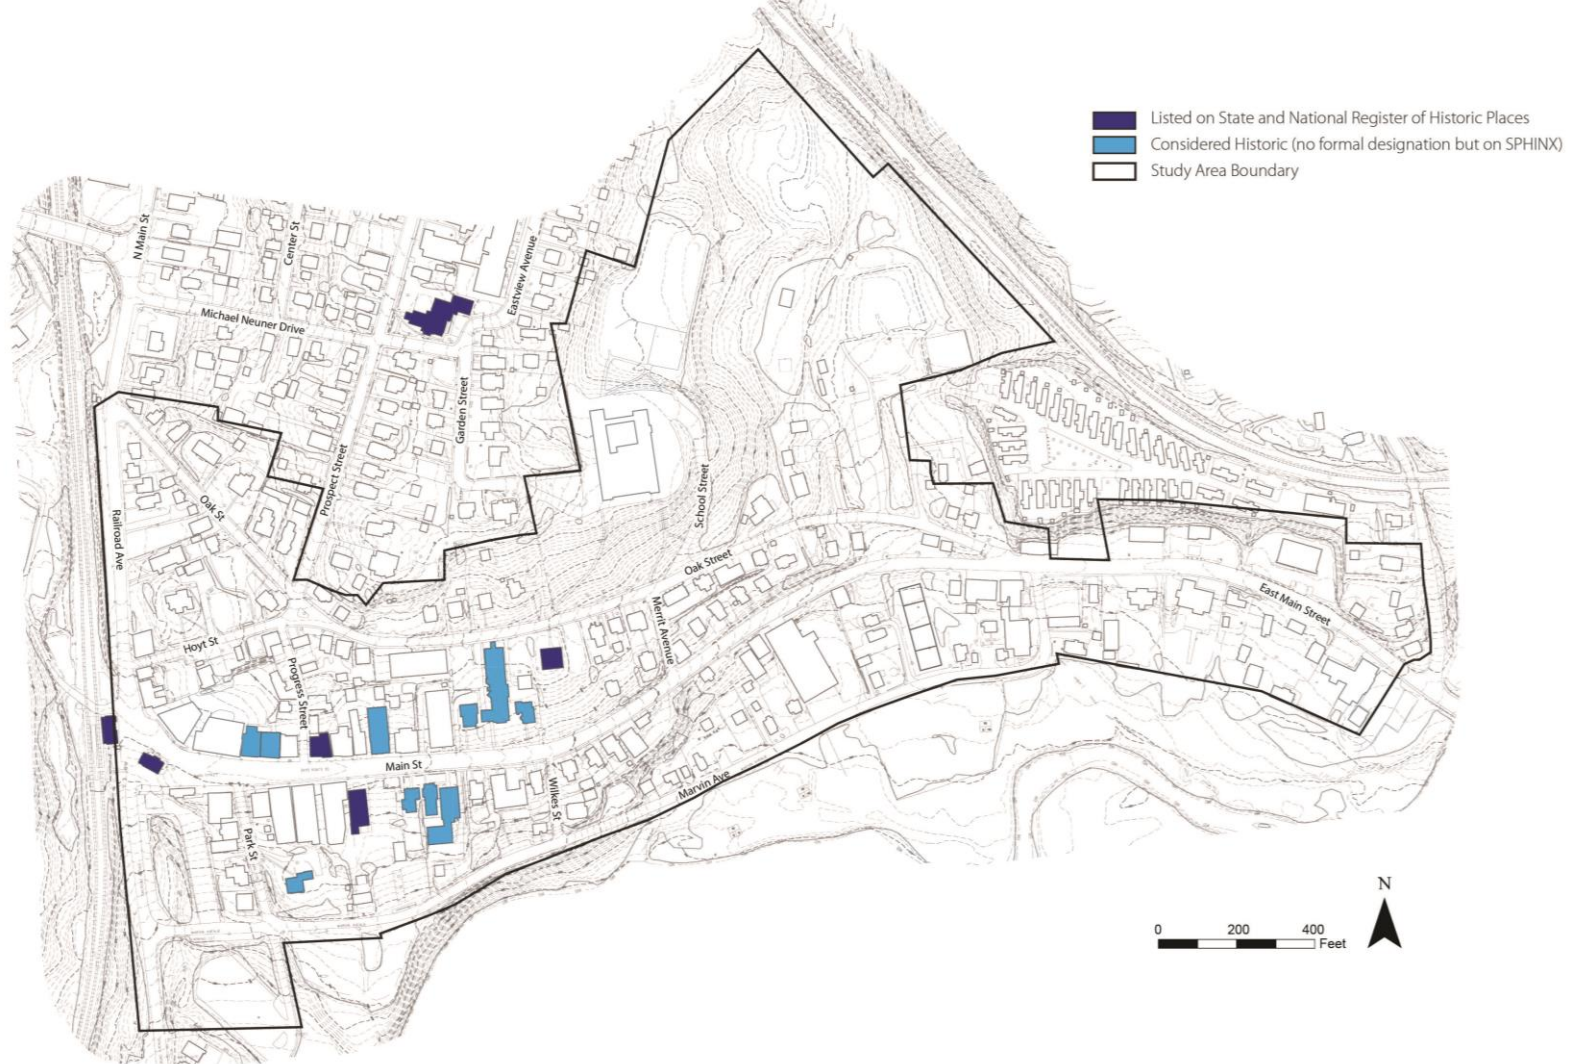 Listed on State and National Register of Historic Places
Considered Historic (no formal designation but on SPHINX)
Study Area Boundary
N Main St
Center St
Eastview Avenue
Michael Neuner Drive
Garden Street
Prospect Street
Oak St
School Street
Railroad Ave
Oak Street
East Main Street
Merrit Avenue
Hoyt St
Progress Street
Main St
Wilkes St
Marvin Ave
Park St
N
0 200 400
Feet